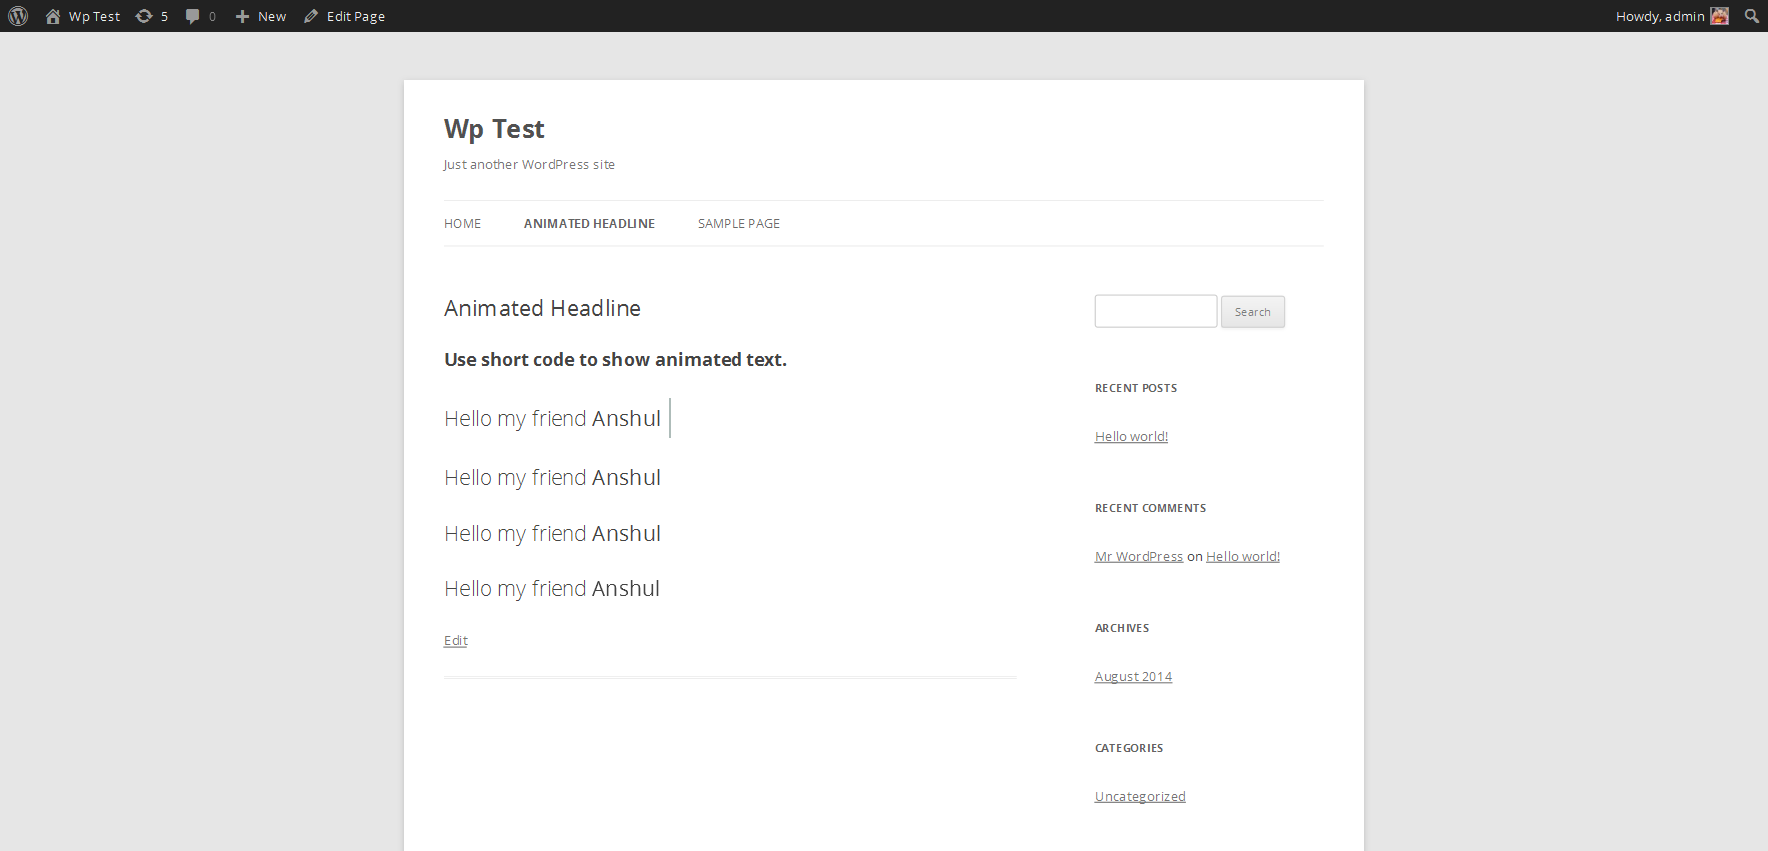 Wp Test 5 0 New Edit Page Howdy, admin
Wp Test
Just another WordPress site
HOME ANIMATED HEADLINE SAMPLE PAGE
Animated Headline
Use short code to show animated text.
Hello my friend Anshul
Hello my friend Anshul
Hello my friend Anshul
Hello my friend Anshul
Edit
Search
RECENT POSTS
Hello world!
RECENT COMMENTS
Mr WordPress on Hello world!
ARCHIVES
August 2014
CATEGORIES
Uncategorized